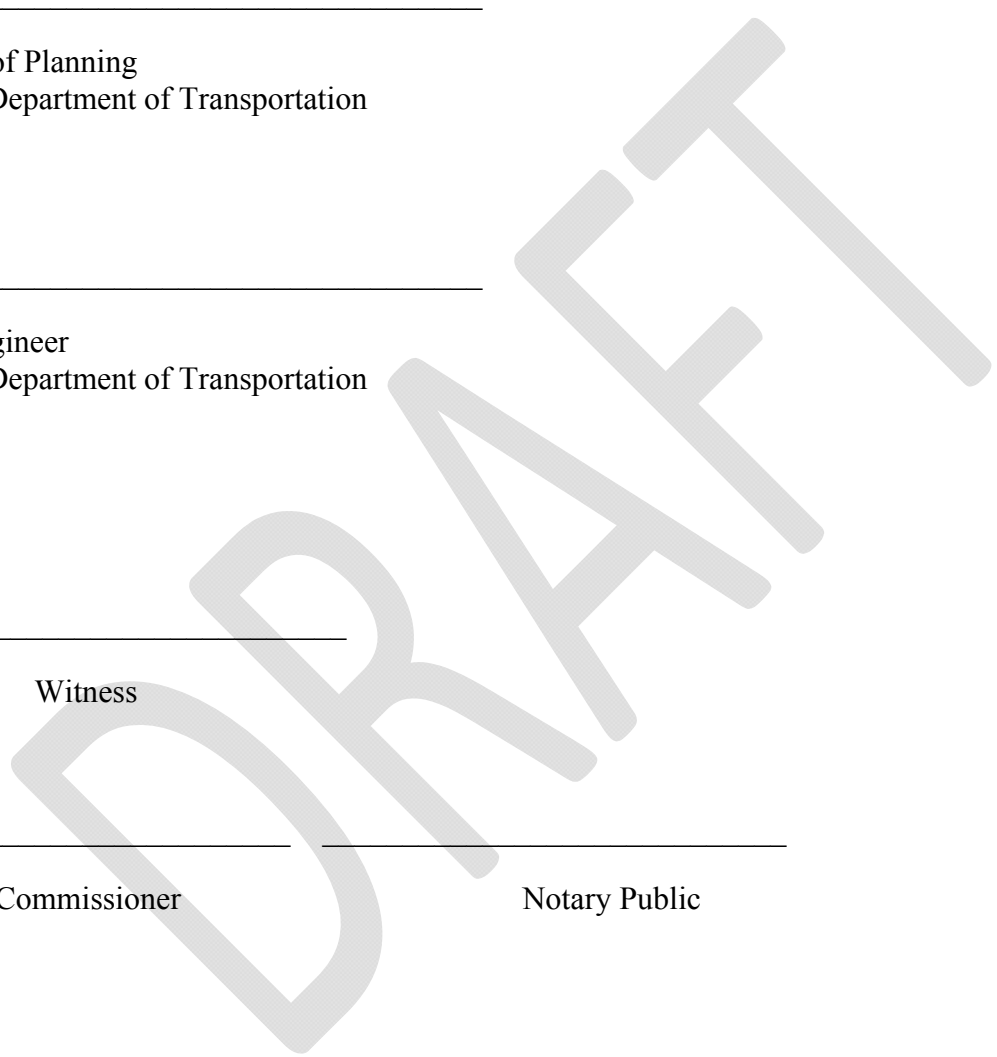 of Planning
Department of Transportation
gineer
Department of Transportation
Witness
Commissioner
Notary Public
DRAFT